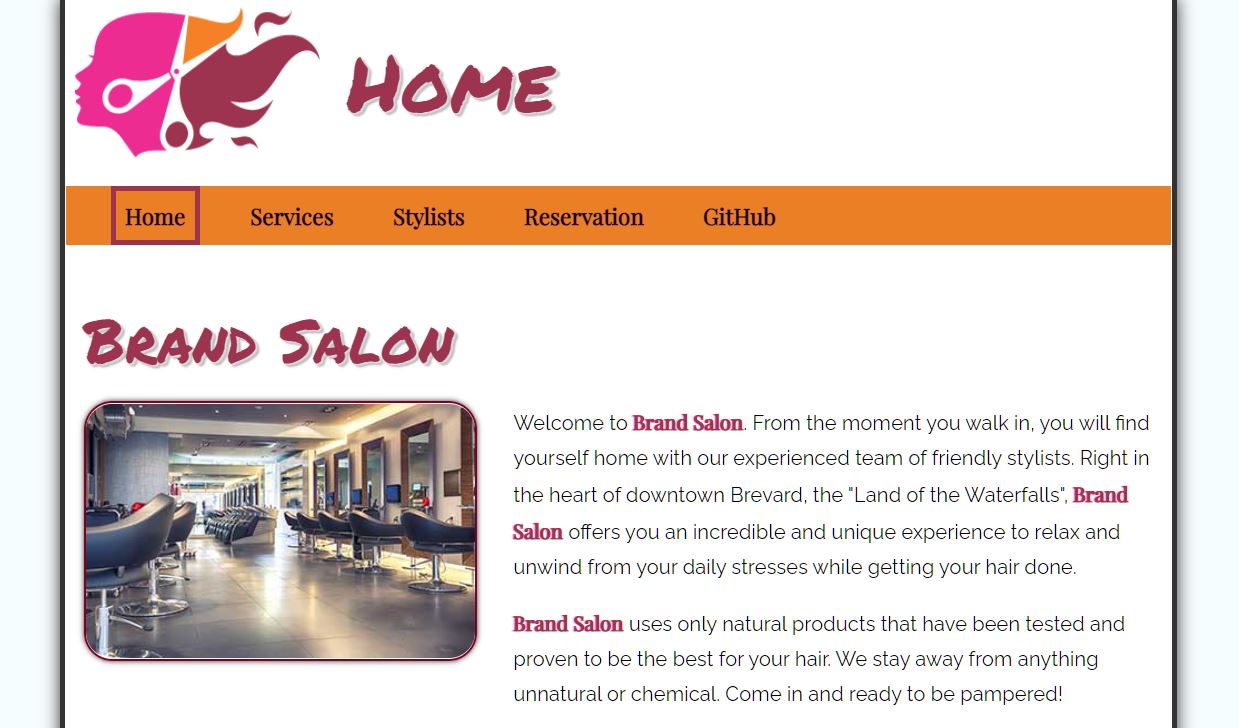 Home
Home Services Stylists Reservation GitHub
Brand Salon
Welcome to Brand Salon. From the moment you walk in, you will find
yourself home with our experienced team of friendly stylists. Right in
the heart of downtown Brevard, the "Land of the Waterfalls", Brand
Salon offers you an incredible and unique experience to relax and
unwind from your daily stresses while getting your hair done.
Brand Salon uses only natural products that have been tested and
proven to be the best for your hair. We stay away from anything
unnatural or chemical. Come in and ready to be pampered!